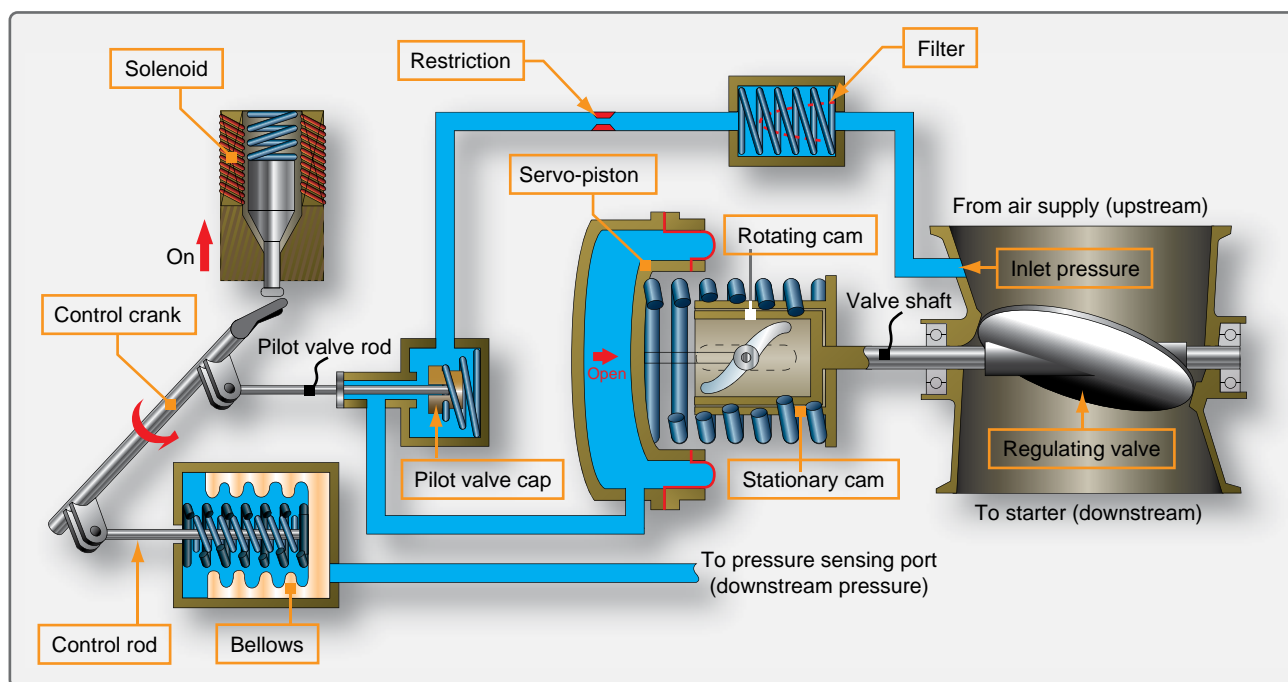 Solenoid
Restriction
Filter
Servo-piston
From air supply (upstream)
Rotating cam
On
Inlet pressure
Control crank
Valve shaft
Pilot valve rod
Open
Regulating valve
Pilot valve cap
Stationary cam
To starter (downstream)
To pressure sensing port
(downstream pressure)
Control rod
Bellows